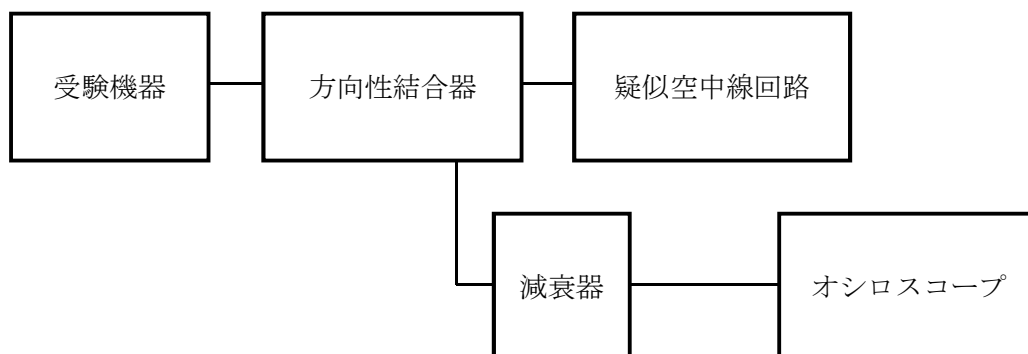 受験機器
方向性結合器
疑似空中線回路
減衰器
オシロスコープ